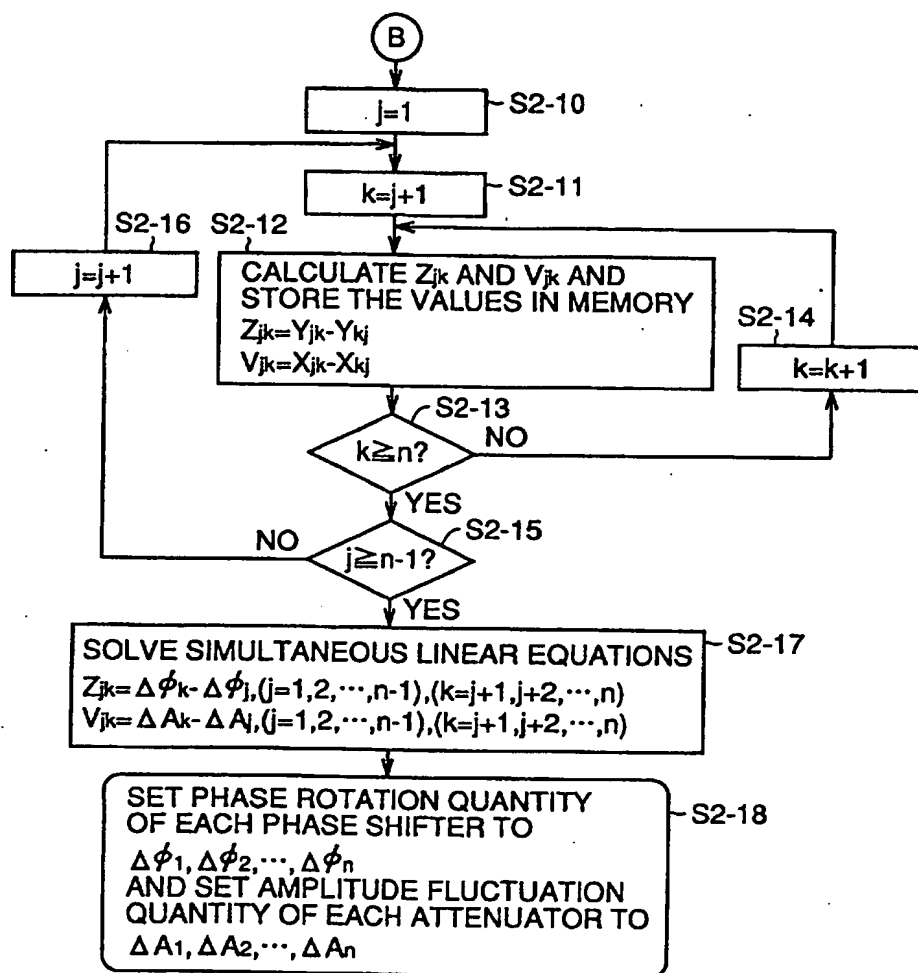 B
j=1
S2-10
k=j+1
S2-11
S2-16
j=j+1
S2-12
CALCULATE Zjk AND Vjk AND
STORE THE VALUES IN MEMORY
Zjk=Yjk-Ykj
Vjk=Xjk-Xkj
S2-14
k=k+1
S2-13
k≧n?
NO
YES
S2-15
j≧n-1?
NO
YES
S2-17
SOLVE SIMULTANEOUS LINEAR EQUATIONS
Zjk=Δϕk-Δϕj,(j=1,2,⋯,n-1),(k=j+1,j+2,⋯,n)
Vjk=ΔAk-ΔAj,(j=1,2,⋯,n-1),(k=j+1,j+2,⋯,n)
S2-18
SET PHASE ROTATION QUANTITY
OF EACH PHASE SHIFTER TO
Δϕ1,Δϕ2,⋯,Δϕn
AND SET AMPLITUDE FLUCTUATION
QUANTITY OF EACH ATTENUATOR TO
ΔA1,ΔA2,⋯,ΔAn